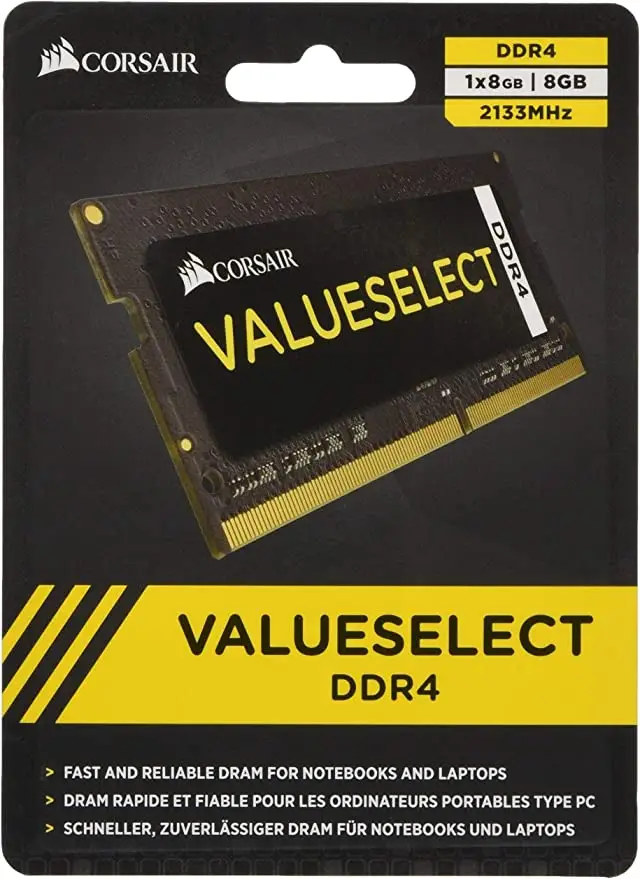 CORSAIR
DDR4
1x8GB | 8GB
2133MHz
CORSAIR
VALUESELECT
DDR4
VALUESELECT
DDR4
> FAST AND RELIABLE DRAM FOR NOTEBOOKS AND LAPTOPS
> DRAM RAPIDE ET FIABLE POUR LES ORDINATEURS PORTABLES TYPE PC
> SCHNELLER, ZUVERLÄSSIGER DRAM FÜR NOTEBOOKS UND LAPTOPS